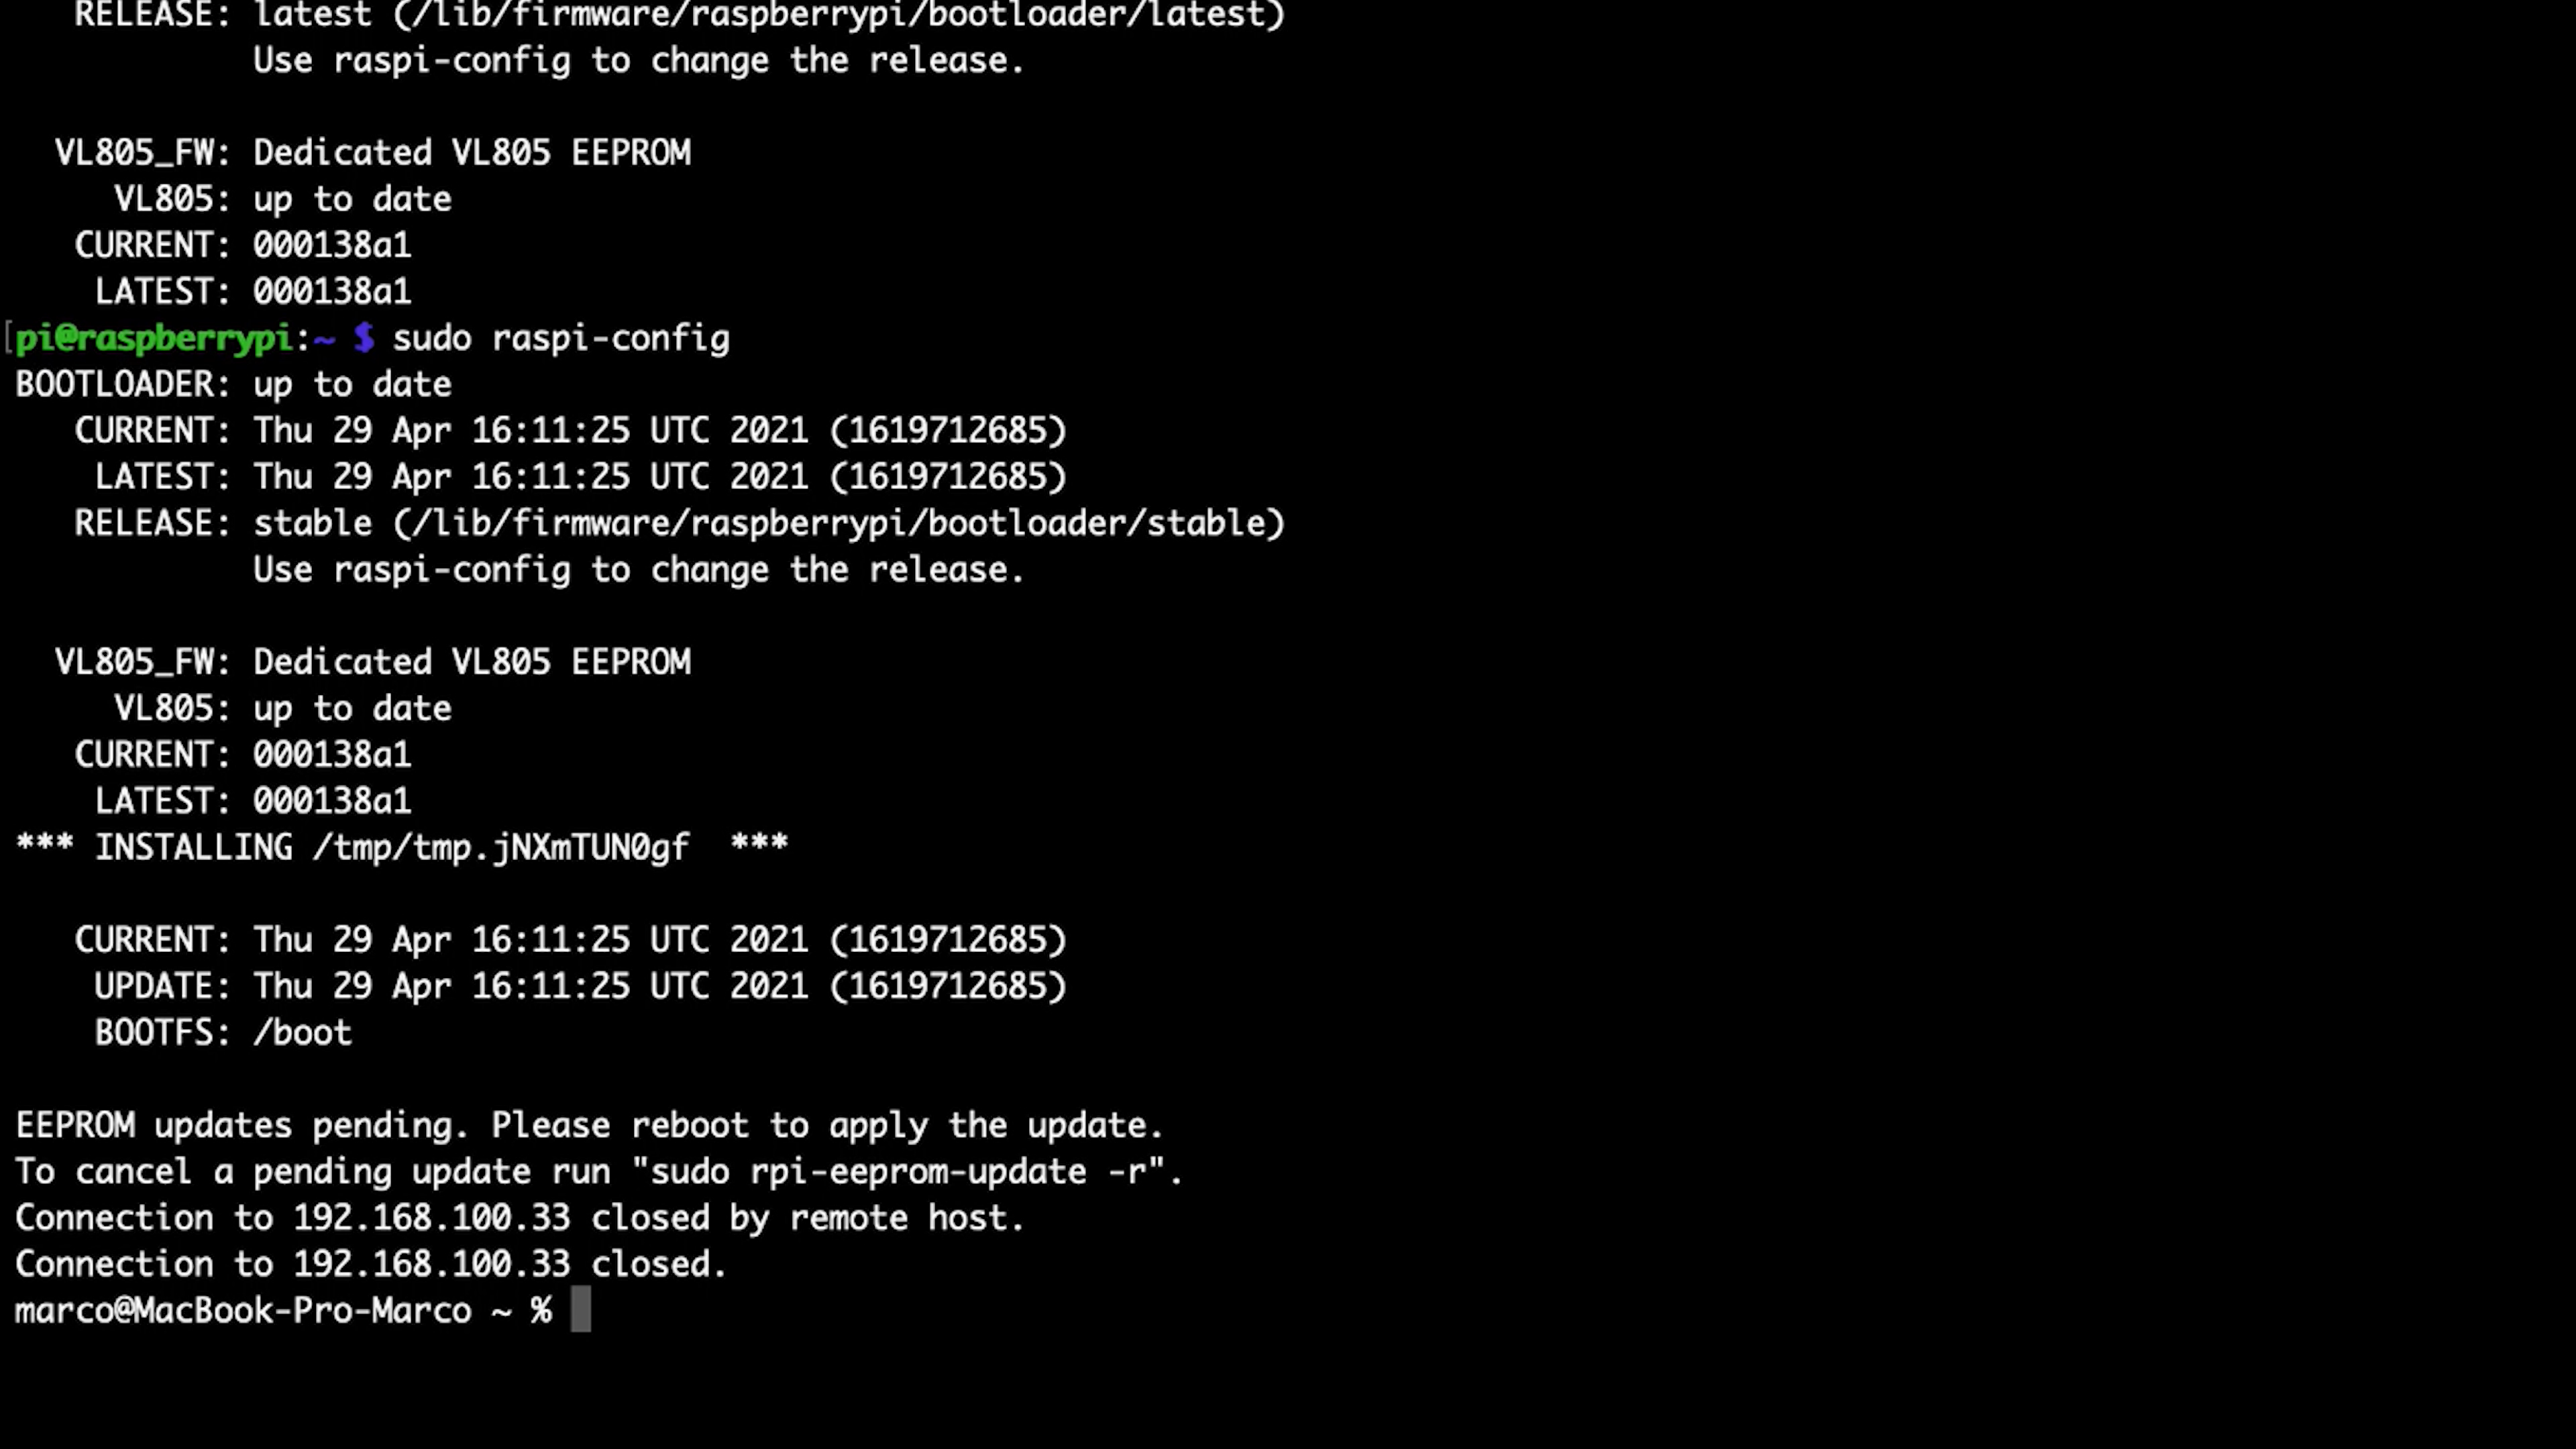 RELEASE: latest (/lib/firmware/raspberrypi/bootloader/latest)
Use raspi-config to change the release.
VL805_FW: Dedicated VL805 EEPROM
VL805: up to date
CURRENT: 000138a1
LATEST: 000138a1
[pi@raspberrypi:~ $ sudo raspi-config
BOOTLOADER: up to date
CURRENT: Thu 29 Apr 16:11:25 UTC 2021 (1619712685)
LATEST: Thu 29 Apr 16:11:25 UTC 2021 (1619712685)
RELEASE: stable (/lib/firmware/raspberrypi/bootloader/stable)
Use raspi-config to change the release.
VL805_FW: Dedicated VL805 EEPROM
VL805: up to date
CURRENT: 000138a1
LATEST: 000138a1
*** INSTALLING /tmp/tmp.jNXmTUN0gf  ***
CURRENT: Thu 29 Apr 16:11:25 UTC 2021 (1619712685)
UPDATE: Thu 29 Apr 16:11:25 UTC 2021 (1619712685)
BOOTFS: /boot
EEPROM updates pending. Please reboot to apply the update.
To cancel a pending update run "sudo rpi-eeprom-update -r".
Connection to 192.168.100.33 closed by remote host.
Connection to 192.168.100.33 closed.
marco@MacBook-Pro-Marco ~ %